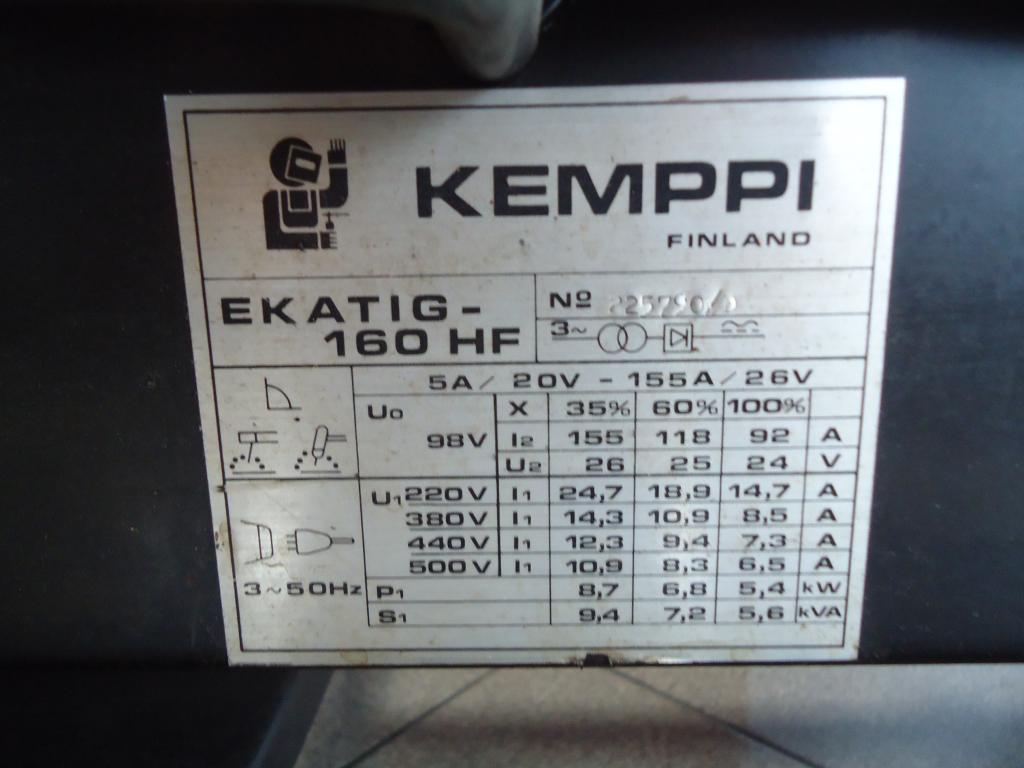 KEMPPI
FINLAND
EKATIG-
160 HF
Nº
3~
5A/20V - 155A/26V
U₀ X 35% 60% 100%
98V I₂ 155 118 92 A
U₂ 26 25 24 V
U₁ 220V I₁ 24,7 18,9 14,7 A
380V I₁ 14,3 10,9 8,5 A
440V I₁ 12,3 9,4 7,3 A
500V I₁ 10,9 8,3 6,5 A
3~50Hz P₁ 8,7 6,8 5,4 kW
S₁ 9,4 7,2 5,6 kVA